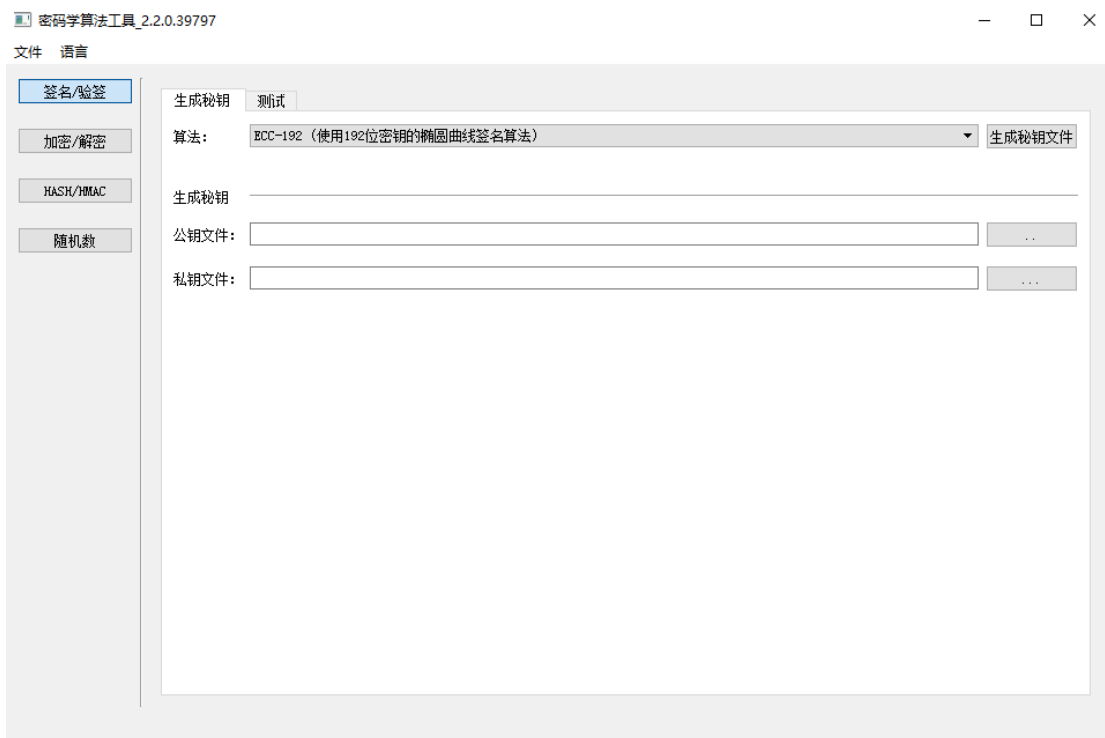 密码学算法工具_2.2.0.39797
文件 语言
签名/验签
加密/解密
HASH/HMAC
随机数
生成秘钥 测试
算法： ECC-192（使用192位密钥的椭圆曲线签名算法） 生成秘钥文件
生成秘钥
公钥文件： ..
私钥文件： ...